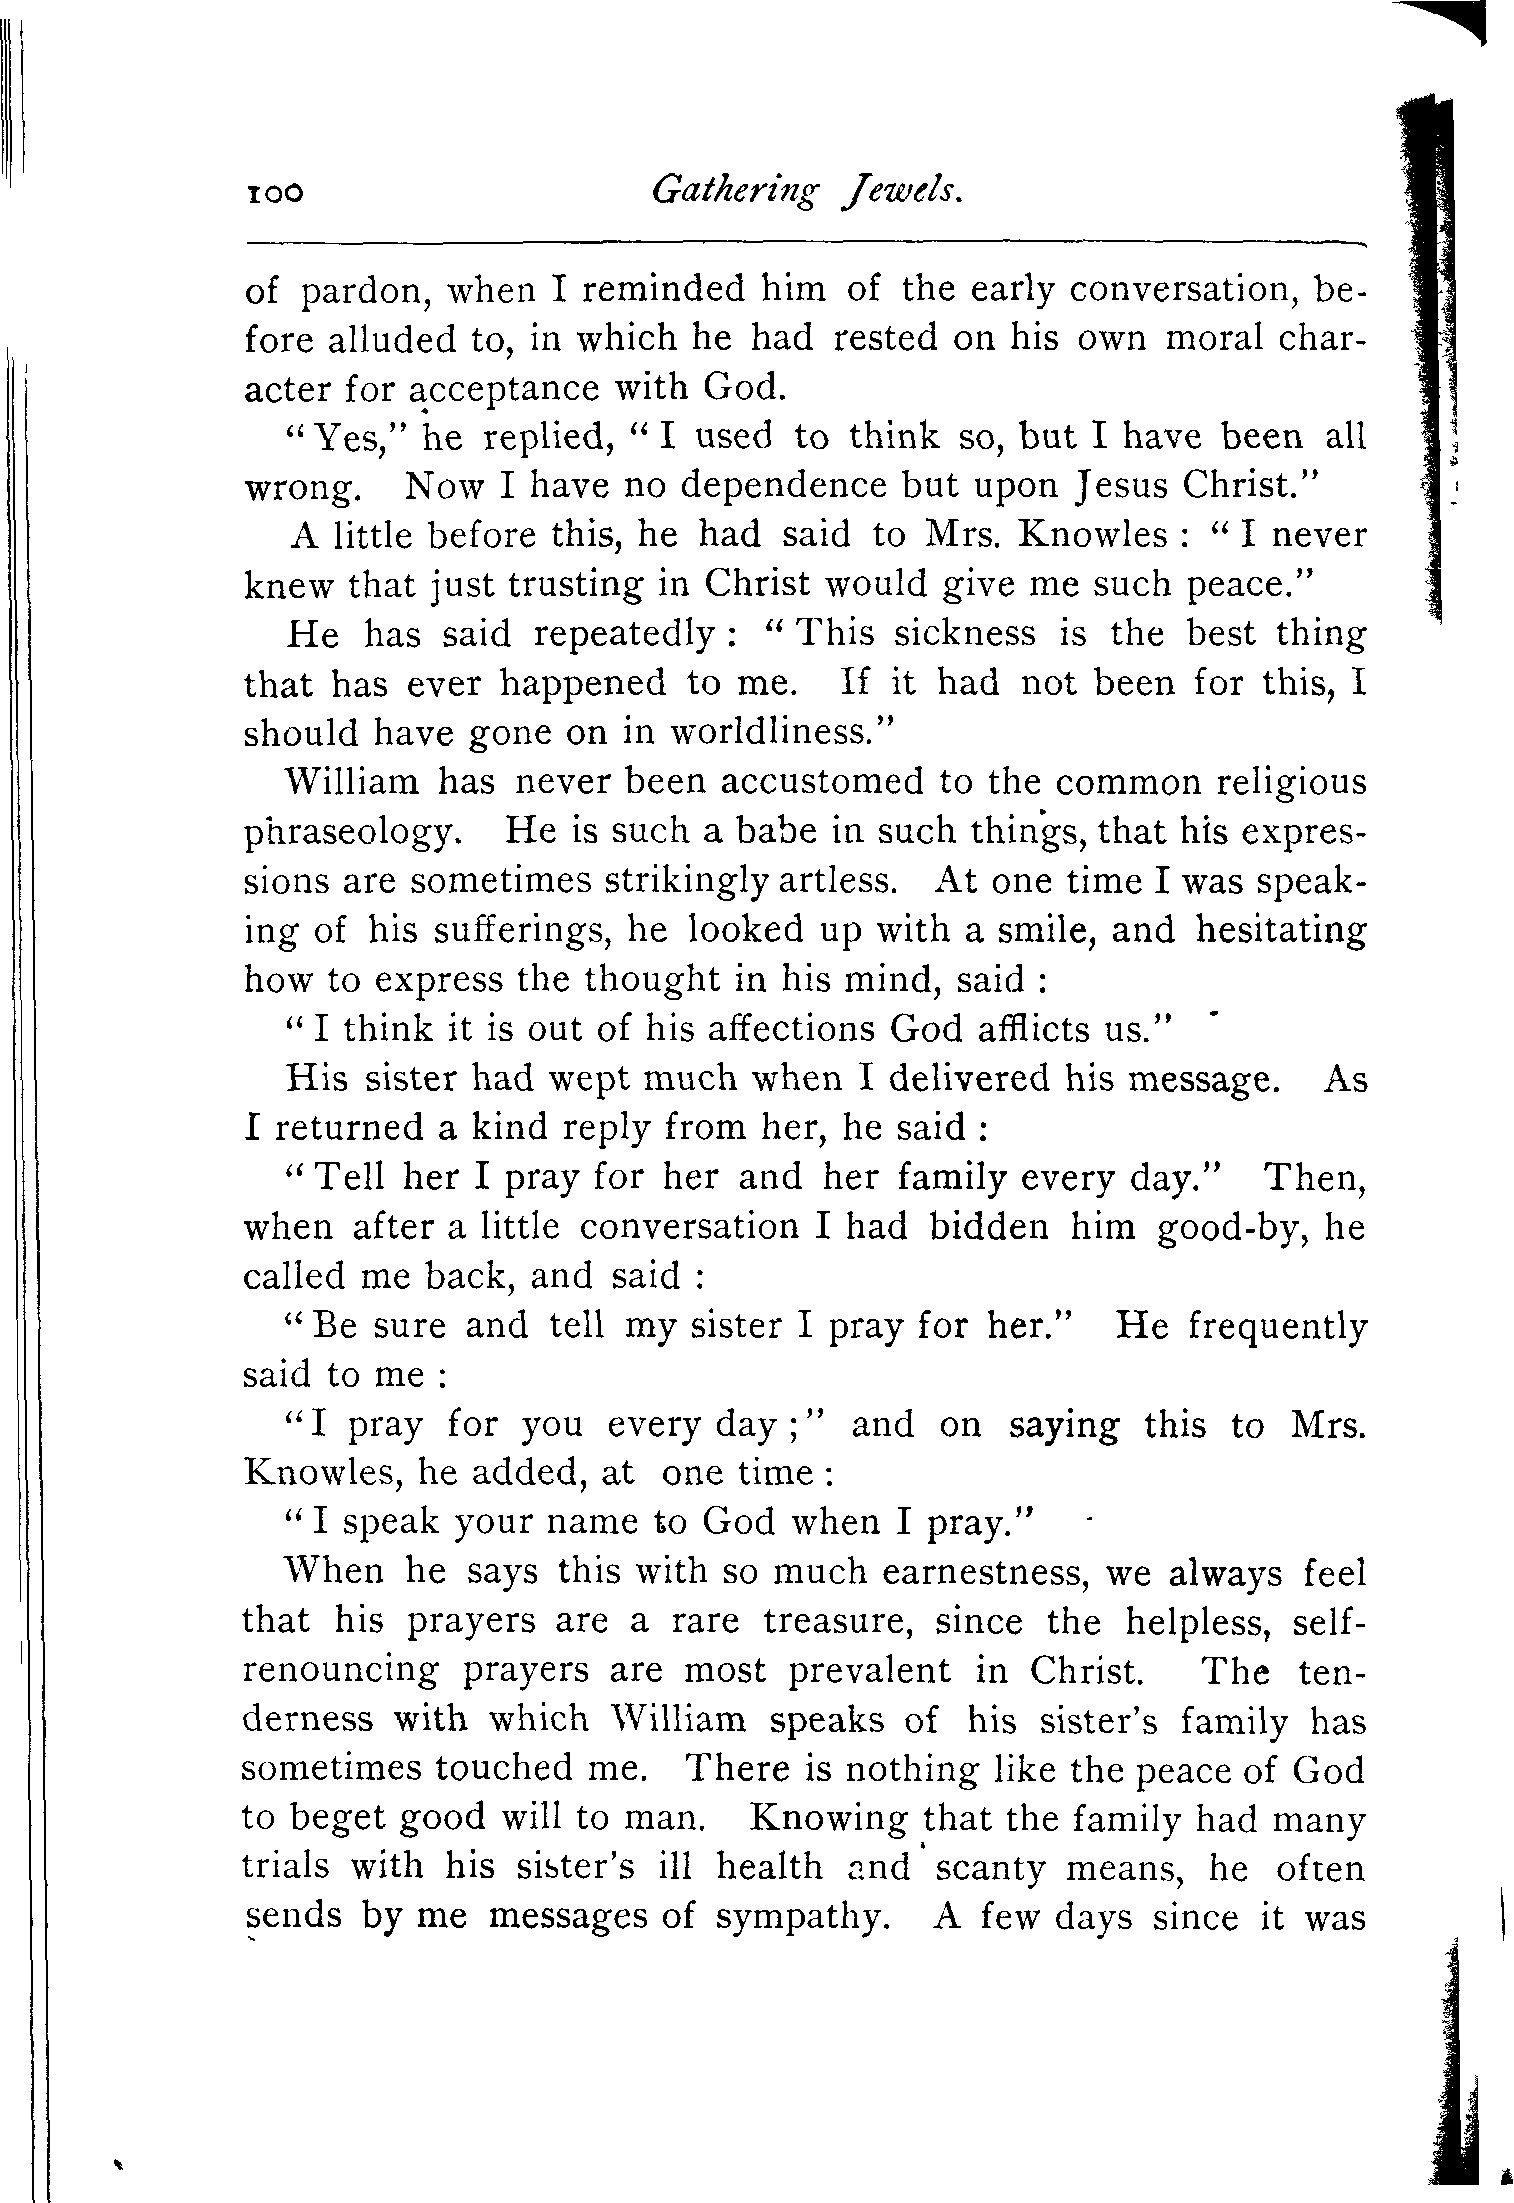 100 Gathering Jewels.
of pardon, when I reminded him of the early conversation, be-
fore alluded to, in which he had rested on his own moral char-
acter for acceptance with God.
"Yes," he replied, "I used to think so, but I have been all
wrong. Now I have no dependence but upon Jesus Christ."
A little before this, he had said to Mrs. Knowles : "I never
knew that just trusting in Christ would give me such peace."
He has said repeatedly : "This sickness is the best thing
that has ever happened to me. If it had not been for this, I
should have gone on in worldliness."
William has never been accustomed to the common religious
phraseology. He is such a babe in such things, that his expres-
sions are sometimes strikingly artless. At one time I was speak-
ing of his sufferings, he looked up with a smile, and hesitating
how to express the thought in his mind, said :
"I think it is out of his affections God afflicts us."
His sister had wept much when I delivered his message. As
I returned a kind reply from her, he said :
"Tell her I pray for her and her family every day." Then,
when after a little conversation I had bidden him good-by, he
called me back, and said :
"Be sure and tell my sister I pray for her." He frequently
said to me :
"I pray for you every day ;" and on saying this to Mrs.
Knowles, he added, at one time :
"I speak your name to God when I pray."
When he says this with so much earnestness, we always feel
that his prayers are a rare treasure, since the helpless, self-
renouncing prayers are most prevalent in Christ. The ten-
derness with which William speaks of his sister's family has
sometimes touched me. There is nothing like the peace of God
to beget good will to man. Knowing that the family had many
trials with his sister's ill health and scanty means, he often
sends by me messages of sympathy. A few days since it was